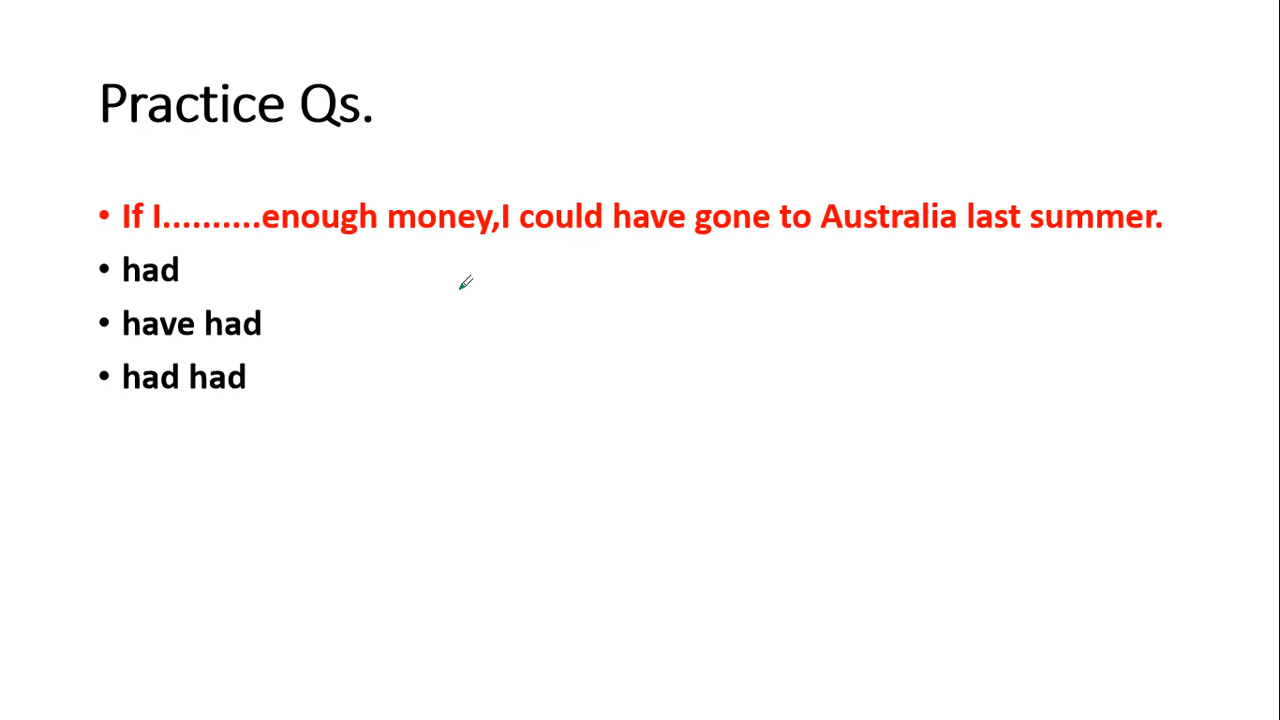 Practice Qs.
• If I..........enough money,I could have gone to Australia last summer.
• had
• have had
• had had